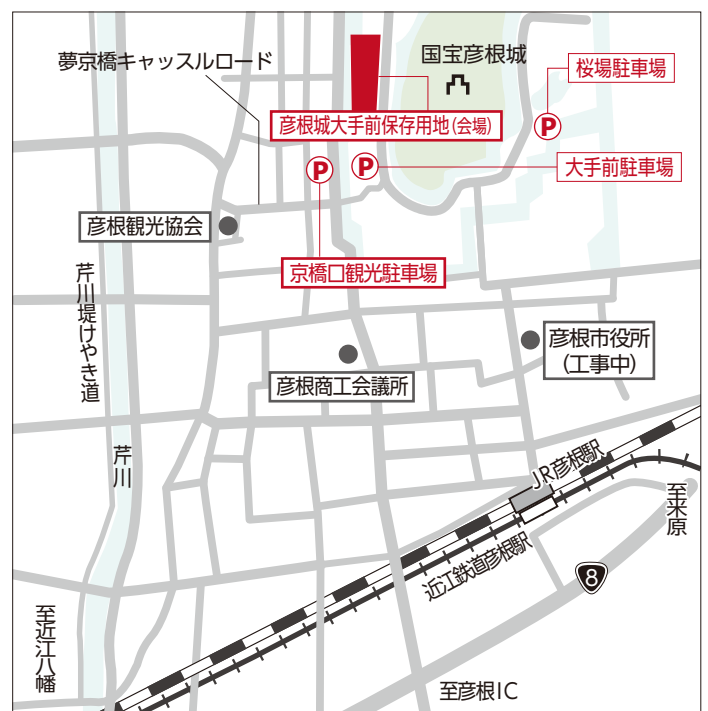 国宝彦根城
夢京橋キャッスルロード
桜場駐車場
彦根城大手前保存用地(会場)
P
P
P
大手前駐車場
彦根観光協会
京橋口観光駐車場
芹川堤けやき道
彦根市役所
(工事中)
彦根商工会議所
芹川
JR彦根駅
至米原
近江鉄道彦根駅
8
至近江八幡
至彦根IC